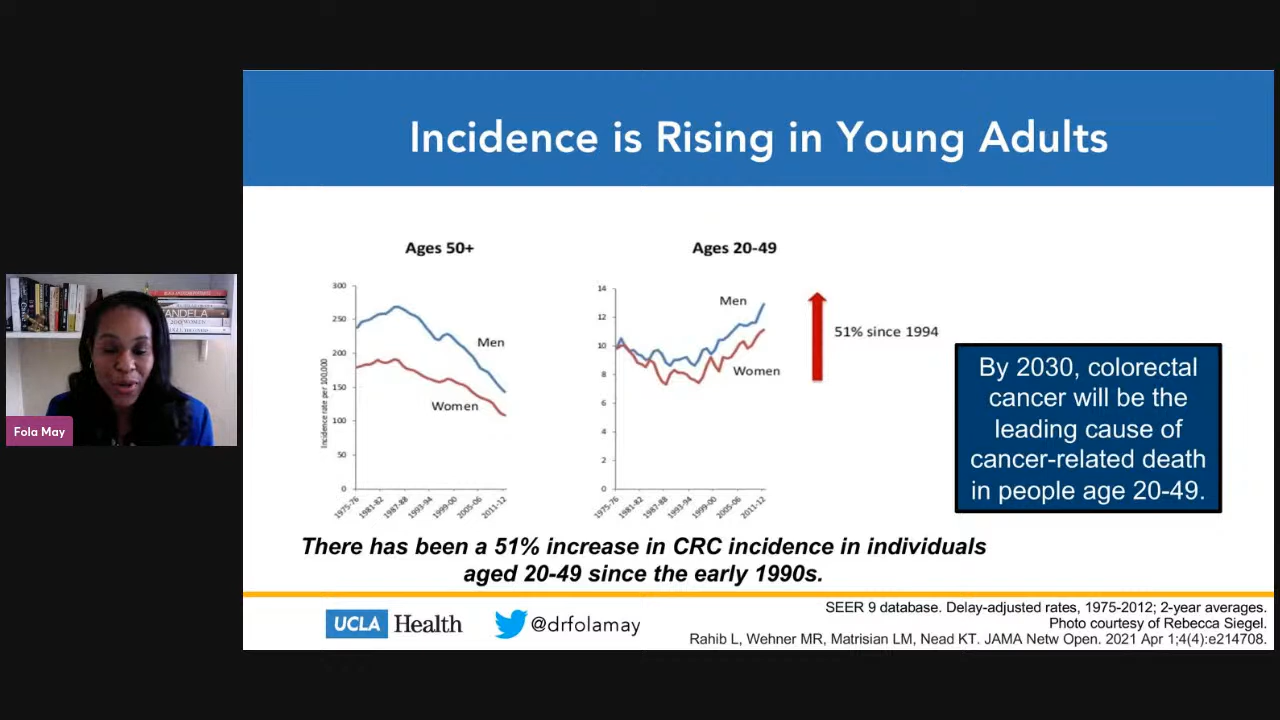 Incidence is Rising in Young Adults
Ages 50+
Ages 20-49
300
250
200
150
100
50
0
Incidence rate per 100,000
Men
Women
1975-76
1981-82
1987-88
1993-94
1999-00
2005-06
2011-12
14
12
10
8
6
4
2
0
Men
Women
1975-76
1981-82
1987-88
1993-94
1999-00
2005-06
2011-12
51% since 1994
By 2030, colorectal
cancer will be the
leading cause of
cancer-related death
in people age 20-49.
There has been a 51% increase in CRC incidence in individuals
aged 20-49 since the early 1990s.
UCLA Health
@drfolamay
SEER 9 database. Delay-adjusted rates, 1975-2012; 2-year averages.
Photo courtesy of Rebecca Siegel.
Rahib L, Wehner MR, Matrisian LM, Nead KT. JAMA Netw Open. 2021 Apr 1;4(4):e214708.
Fola May